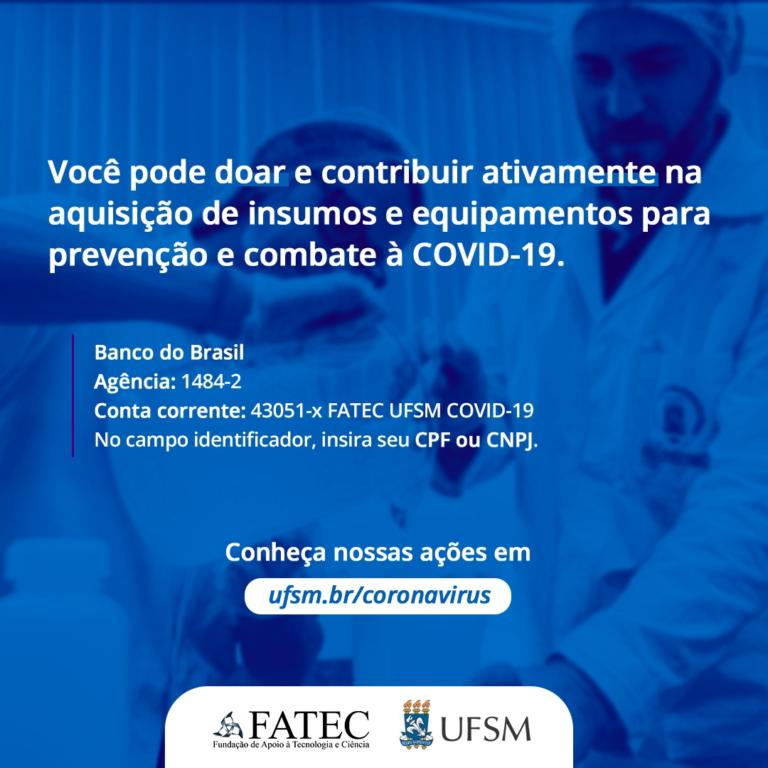 Você pode doar e contribuir ativamente na
aquisição de insumos e equipamentos para
prevenção e combate à COVID-19.
Banco do Brasil
Agência: 1484-2
Conta corrente: 43051-x FATEC UFSM COVID-19
No campo identificador, insira seu CPF ou CNPJ.
Conheça nossas ações em
ufsm.br/coronavirus
FATEC
Fundação de Apoio à Tecnologia e Ciência
UFSM